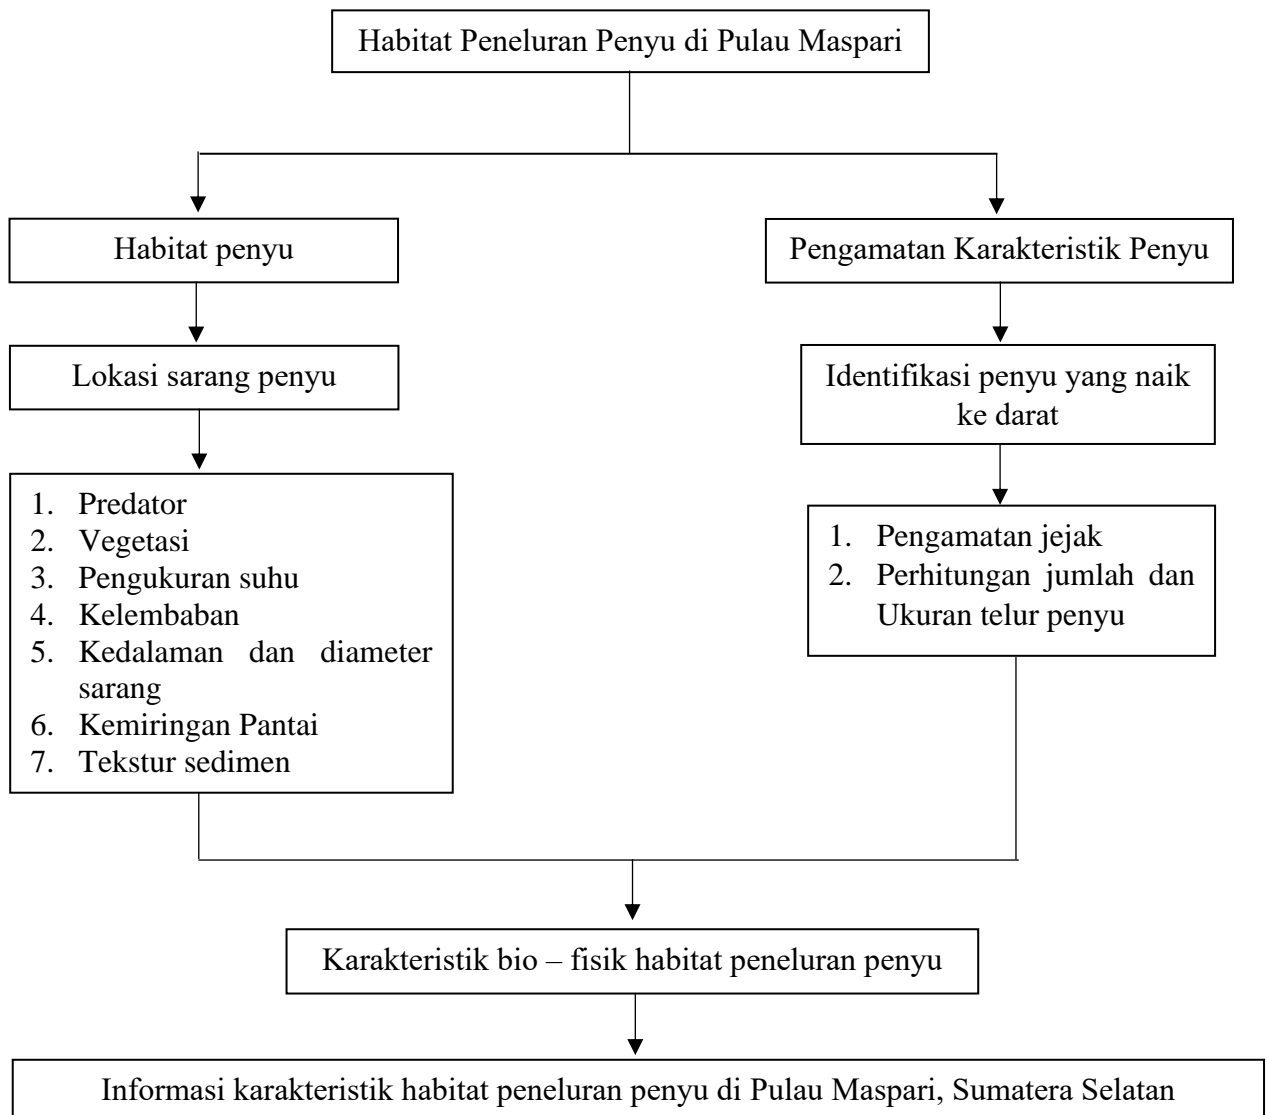 Habitat Peneluran Penyu di Pulau Maspari
Habitat penyu
Pengamatan Karakteristik Penyu
Lokasi sarang penyu
Identifikasi penyu yang naik
ke darat
1. Predator
2. Vegetasi
3. Pengukuran suhu
4. Kelembaban
5. Kedalaman dan diameter
sarang
6. Kemiringan Pantai
7. Tekstur sedimen
1. Pengamatan jejak
2. Perhitungan jumlah dan
Ukuran telur penyu
Karakteristik bio – fisik habitat peneluran penyu
Informasi karakteristik habitat peneluran penyu di Pulau Maspari, Sumatera Selatan